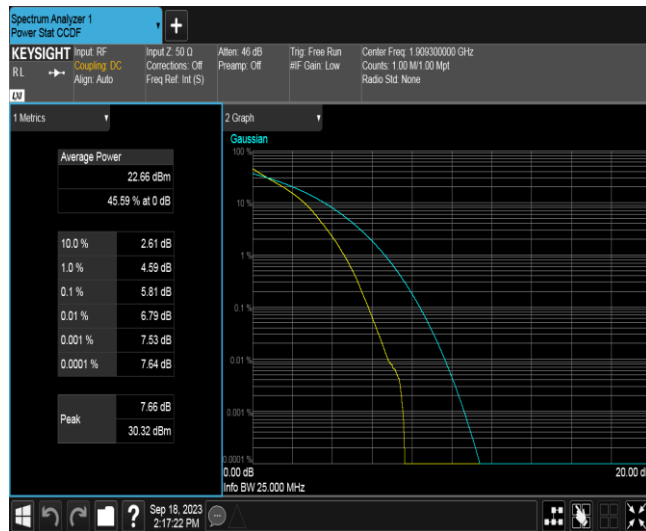 Spectrum Analyzer 1
Power Stat CCDF
+
KEYSIGHT
RL
LXI
Input: RF
Coupling: DC
Align: Auto
Input Z: 50 Ω
Corrections: Off
Freq Ref: Int (S)
Atten: 46 dB
Preamp: Off
Trig: Free Run
#IF Gain: Low
Center Freq: 1.909300000 GHz
Counts: 1.00 M/1.00 Mpt
Radio Std: None
1 Metrics
Average Power
22.66 dBm
45.59 % at 0 dB
10.0 % 2.61 dB
1.0 % 4.59 dB
0.1 % 5.81 dB
0.01 % 6.79 dB
0.001 % 7.53 dB
0.0001 % 7.64 dB
Peak
7.66 dB
30.32 dBm
2 Graph
Gaussian
100 %
10 %
1 %
0.1 %
0.01 %
0.001 %
0.0001 %
0.00 dB
20.00 d
Info BW 25.000 MHz
?
Sep 18, 2023
2:17:22 PM